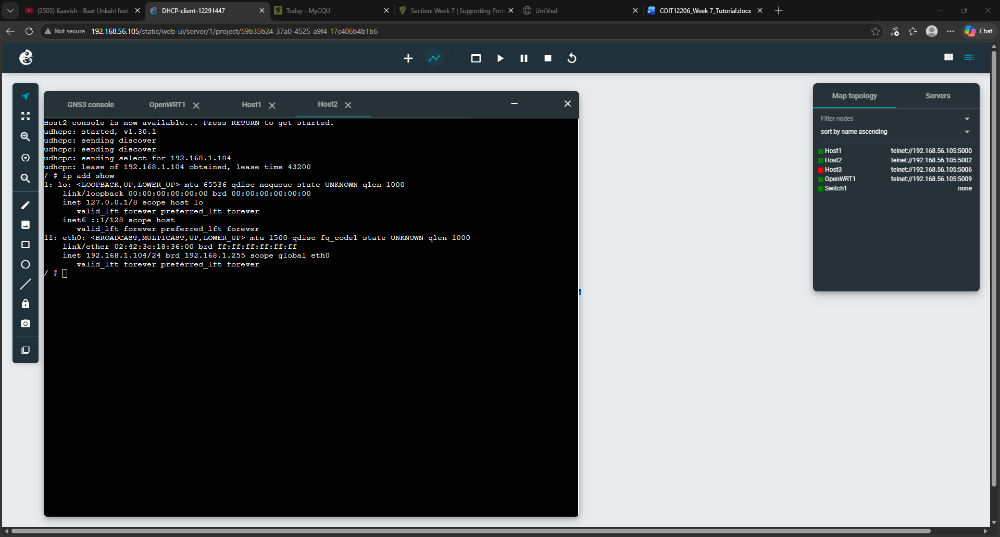 (2503) Kaavish - Baat Unkahi feat.
DHCP-client-12291447
Today - MyCQU
Section: Week 7 | Supporting Proto
Untitled
COIT12206_Week 7_Tutorial.docx
Not secure
192.168.56.105/static/web-ui/server/1/project/59b35b24-37a0-4525-a9f4-17c406b4b1b6
Chat
GNS3 console
OpenWRT1
Host1
Host2
Host2 console is now available... Press RETURN to get started.
udhcpc: started, v1.30.1
udhcpc: sending discover
udhcpc: sending discover
udhcpc: sending select for 192.168.1.104
udhcpc: lease of 192.168.1.104 obtained, lease time 43200
/ # ip add show
1: lo: <LOOPBACK,UP,LOWER_UP> mtu 65536 qdisc noqueue state UNKNOWN qlen 1000
link/loopback 00:00:00:00:00:00 brd 00:00:00:00:00:00
inet 127.0.0.1/8 scope host lo
valid_lft forever preferred_lft forever
inet6 ::1/128 scope host
valid_lft forever preferred_lft forever
11: eth0: <BROADCAST,MULTICAST,UP,LOWER_UP> mtu 1500 qdisc fq_codel state UNKNOWN qlen 1000
link/ether 02:42:3c:18:36:00 brd ff:ff:ff:ff:ff:ff
inet 192.168.1.104/24 brd 192.168.1.255 scope global eth0
valid_lft forever preferred_lft forever
/ #
Map topology
Servers
Filter nodes
sort by name ascending
Host1 telnet://192.168.56.105:5000
Host2 telnet://192.168.56.105:5002
Host3 telnet://192.168.56.105:5006
OpenWRT1 telnet://192.168.56.105:5009
Switch1 none